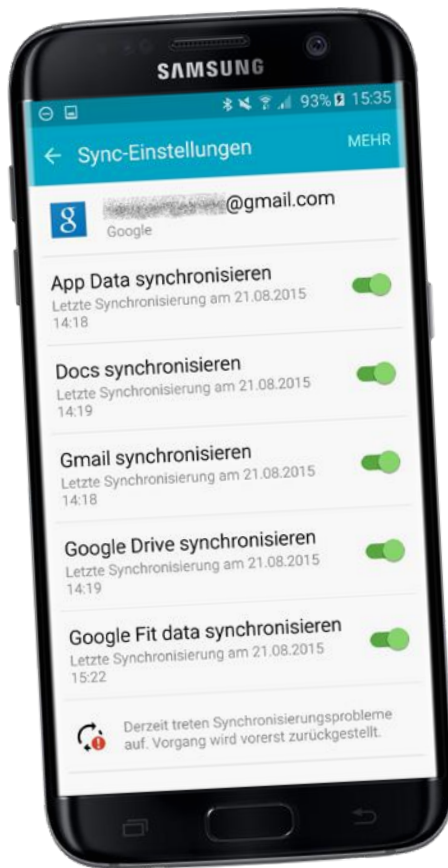 SAMSUNG
93% 15:35
Sync-Einstellungen MEHR
@gmail.com
Google
App Data synchronisieren
Letzte Synchronisierung am 21.08.2015
14:18
Docs synchronisieren
Letzte Synchronisierung am 21.08.2015
14:19
Gmail synchronisieren
Letzte Synchronisierung am 21.08.2015
14:18
Google Drive synchronisieren
Letzte Synchronisierung am 21.08.2015
14:19
Google Fit data synchronisieren
Letzte Synchronisierung am 21.08.2015
15:22
Derzeit treten Synchronisierungsprobleme
auf. Vorgang wird vorerst zurückgestellt.